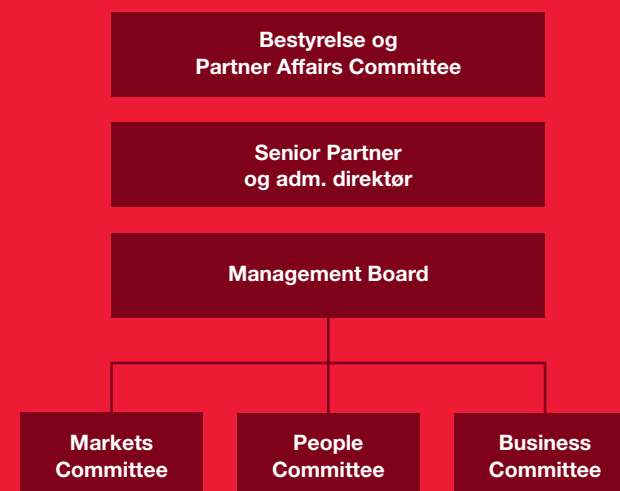 Bestyrelse og
Partner Affairs Committee
Senior Partner
og adm. direktør
Management Board
Markets
Committee
People
Committee
Business
Committee